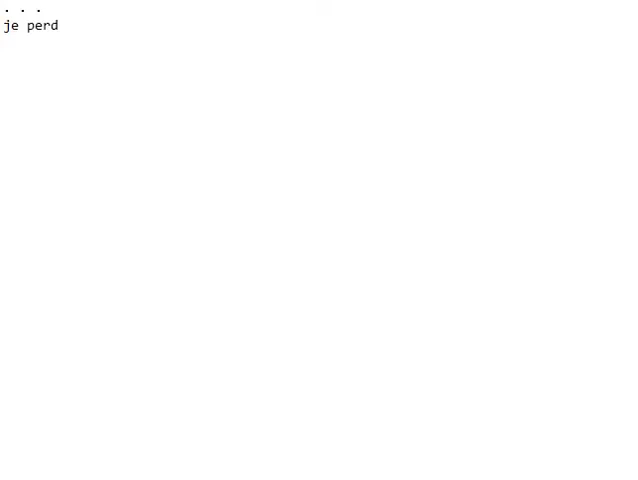 . . .
je perd